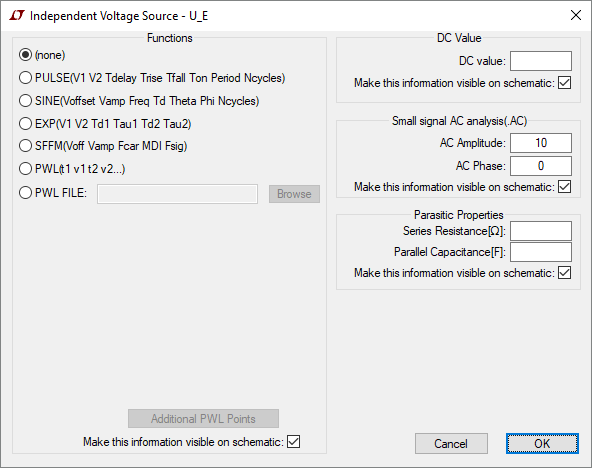 Independent Voltage Source - U_E
Functions
(none)
PULSE(V1 V2 Tdelay Trise Tfall Ton Period Ncycles)
SINE(Voffset Vamp Freq Td Theta Phi Ncycles)
EXP(V1 V2 Td1 Tau1 Td2 Tau2)
SFFM(Voff Vamp Fcar MDI Fsig)
PWL(t1 v1 t2 v2...)
PWL FILE:
Browse
Additional PWL Points
Make this information visible on schematic:
DC Value
DC value:
Make this information visible on schematic:
Small signal AC analysis(.AC)
AC Amplitude: 10
AC Phase: 0
Make this information visible on schematic:
Parasitic Properties
Series Resistance[Ω]:
Parallel Capacitance[F]:
Make this information visible on schematic:
Cancel
OK